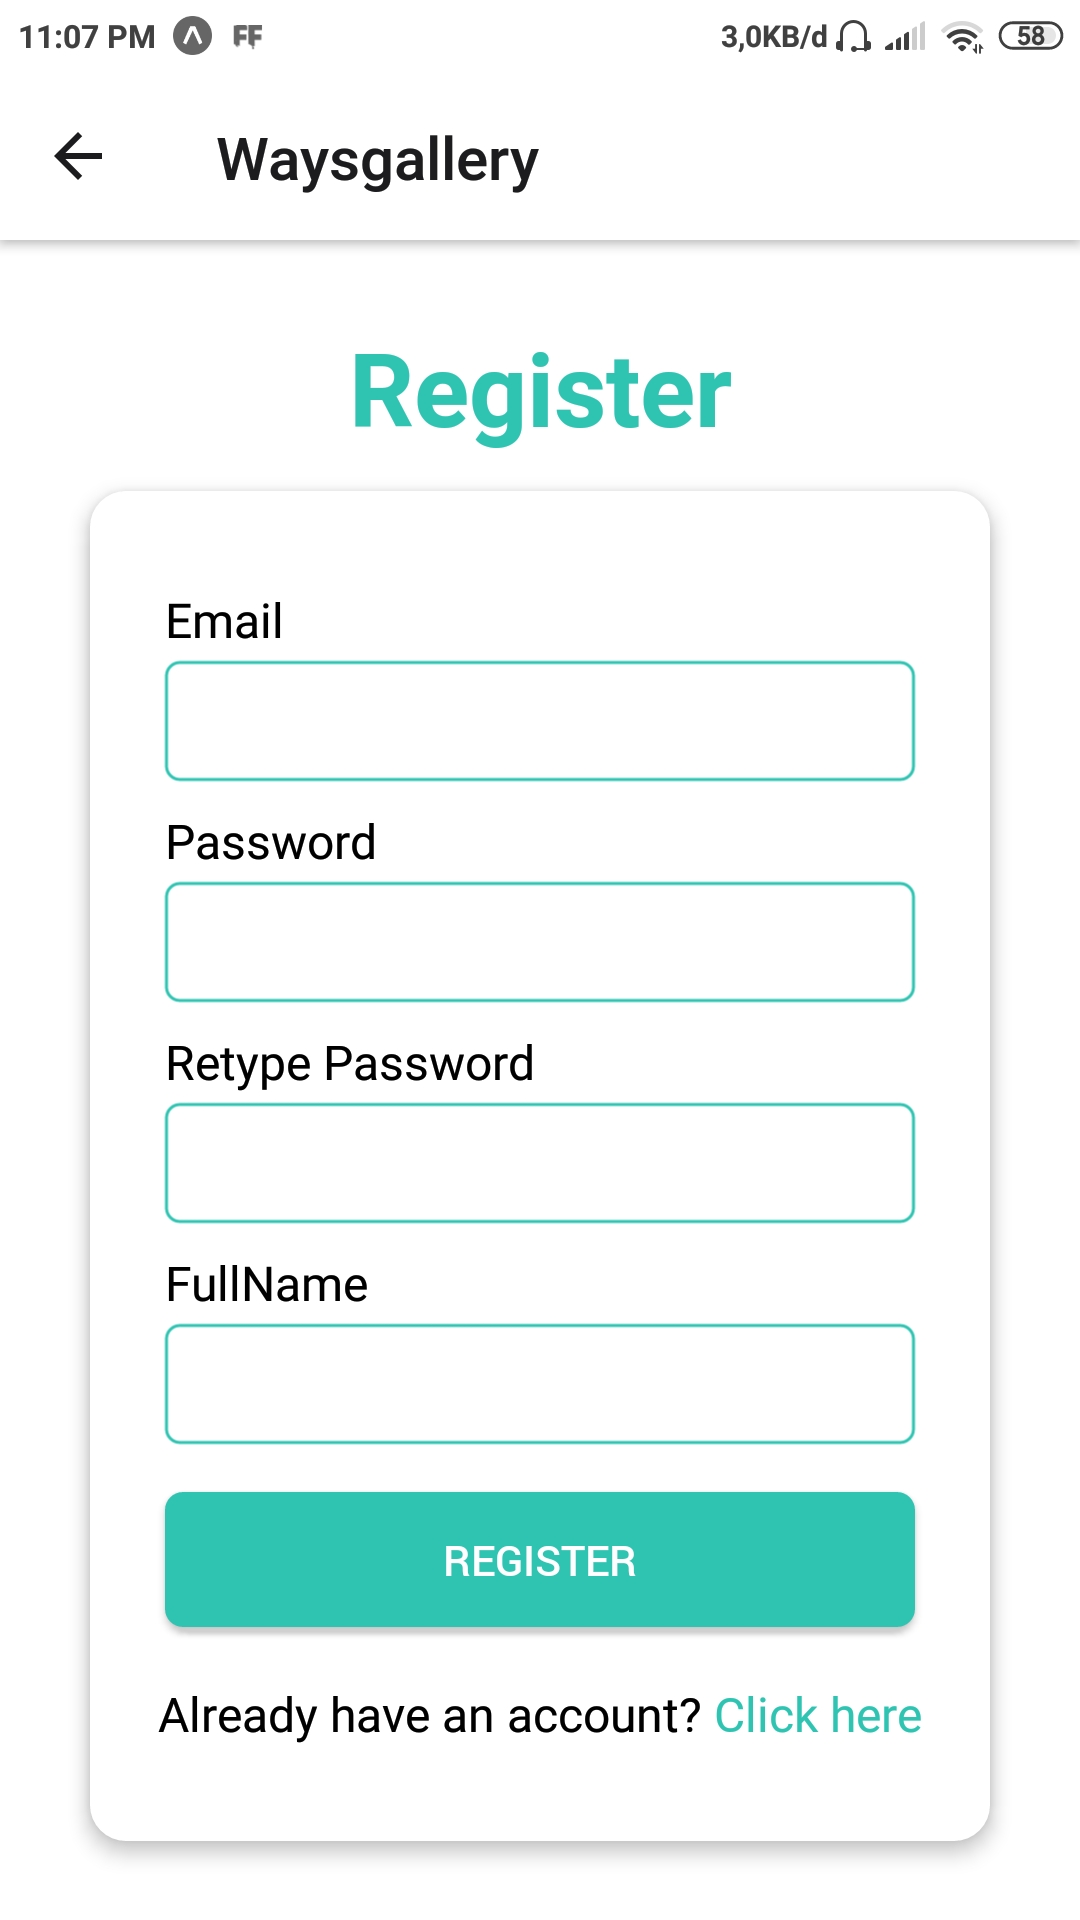 11:07 PM FF 3,0KB/d 58
Waysgallery
Register
Email
Password
Retype Password
FullName
REGISTER
Already have an account? Click here